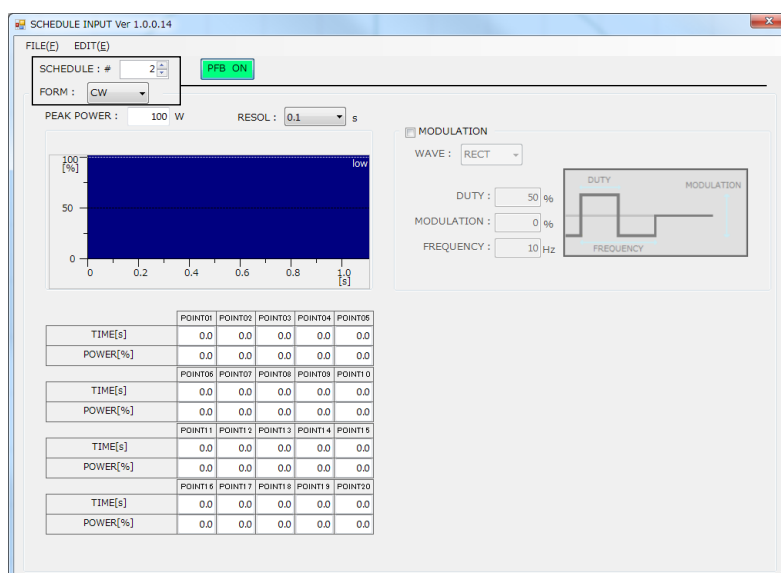 SCHEDULE INPUT Ver 1.0.0.14
x
FILE(F) EDIT(E)
SCHEDULE : # 2
PFB ON
FORM : CW
PEAK POWER : 100 W
RESOL : 0.1 s
MODULATION
WAVE : RECT
100
[%]
low
50
0
0 0.2 0.4 0.6 0.8 1.0
[s]
DUTY : 50 %
MODULATION : 0 %
FREQUENCY : 10 Hz
DUTY
MODULATION
FREQUENCY
POINT01 POINT02 POINT03 POINT04 POINT05
TIME[s] 0.0 0.0 0.0 0.0 0.0
POWER[%] 0.0 0.0 0.0 0.0 0.0
POINT06 POINT07 POINT08 POINT09 POINT10
TIME[s] 0.0 0.0 0.0 0.0 0.0
POWER[%] 0.0 0.0 0.0 0.0 0.0
POINT11 POINT12 POINT13 POINT14 POINT15
TIME[s] 0.0 0.0 0.0 0.0 0.0
POWER[%] 0.0 0.0 0.0 0.0 0.0
POINT16 POINT17 POINT18 POINT19 POINT20
TIME[s] 0.0 0.0 0.0 0.0 0.0
POWER[%] 0.0 0.0 0.0 0.0 0.0